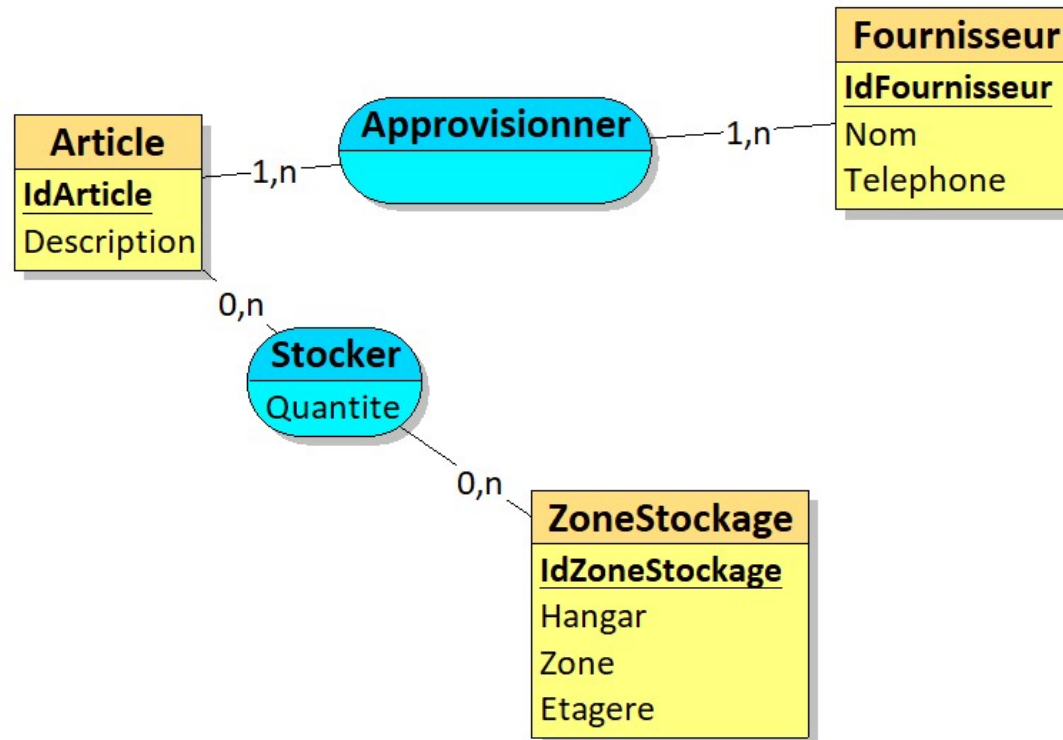 Fournisseur
IdFournisseur
Nom
Telephone
Approvisionner
1,n
1,n
Article
IdArticle
Description
0,n
Stocker
Quantite
0,n
ZoneStockage
IdZoneStockage
Hangar
Zone
Etagere